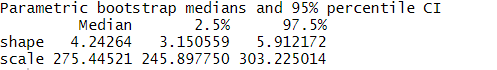 Parametric bootstrap medians and 95% percentile CI
Median 2.5% 97.5%
shape 4.24264 3.150559 5.912172
scale 275.44521 245.897750 303.225014